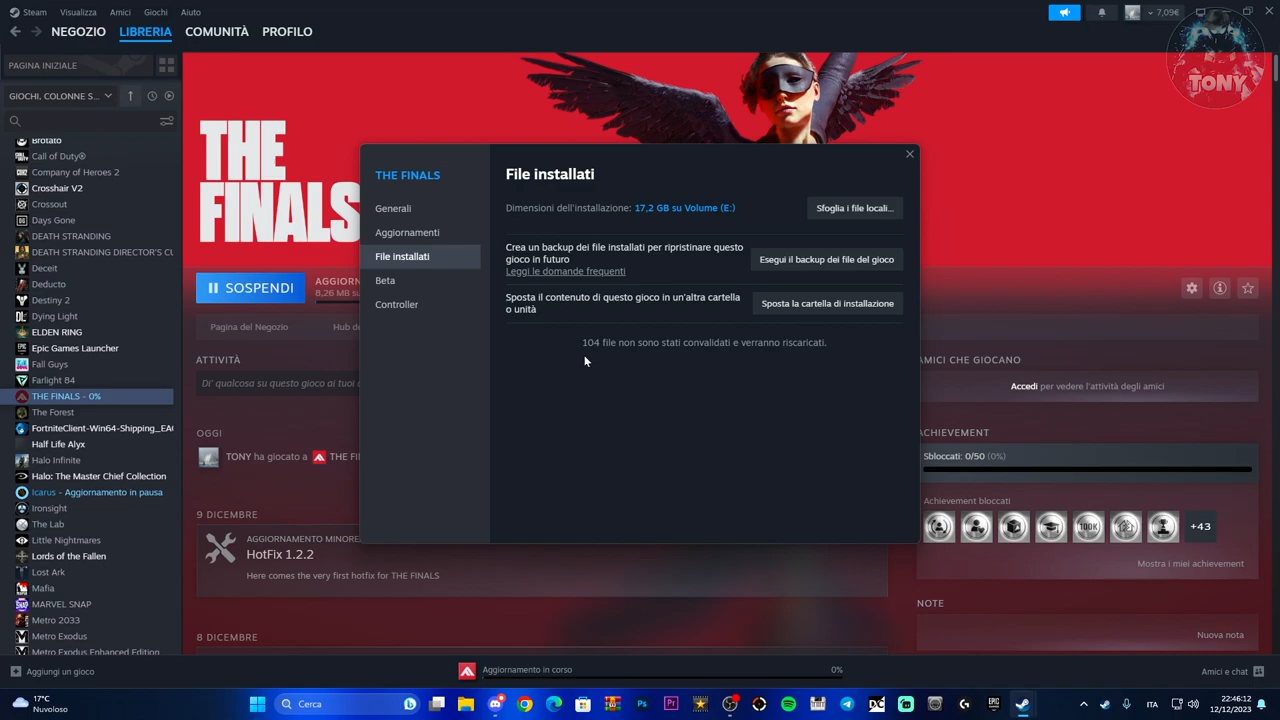 Steam Visualizza Amici Giochi Aiuto
7,09€
NEGOZIO LIBRERIA COMUNITÀ PROFILO
TONY
PAGINA INIZIALE
GIOCHI, COLONNE S...
Brotato
Call of Duty®
Company of Heroes 2
Crosshair V2
Crossout
Days Gone
DEATH STRANDING
DEATH STRANDING DIRECTOR'S CU
Deceit
Deducto
Destiny 2
Dying Light
ELDEN RING
Epic Games Launcher
Fall Guys
Farlight 84
THE FINALS - 0%
The Forest
FortniteClient-Win64-Shipping_EAC
Half Life Alyx
Halo Infinite
Halo: The Master Chief Collection
Icarus - Aggiornamento in pausa
Ironsight
The Lab
Little Nightmares
Lords of the Fallen
Lost Ark
Mafia
MARVEL SNAP
Metro 2033
Metro Exodus
Metro Exodus Enhanced Edition
Aggiungi un gioco
THE
FINALS
SOSPENDI
AGGIORN
8,26 MB su
Pagina del Negozio Hub d
ATTIVITÀ
Di' qualcosa su questo gioco ai tuoi a
OGGI
TONY ha giocato a THE FI
9 DICEMBRE
AGGIORNAMENTO MINORE
HotFix 1.2.2
Here comes the very first hotfix for THE FINALS
8 DICEMBRE
THE FINALS
Generali
Aggiornamenti
File installati
Beta
Controller
File installati
Dimensioni dell'installazione: 17,2 GB su Volume (E:)
Sfoglia i file locali...
Crea un backup dei file installati per ripristinare questo
gioco in futuro
Leggi le domande frequenti
Esegui il backup dei file del gioco
Sposta il contenuto di questo gioco in un'altra cartella
o unità
Sposta la cartella di installazione
104 file non sono stati convalidati e verranno riscaricati.
AMICI CHE GIOCANO
Accedi per vedere l'attività degli amici
ACHIEVEMENT
Sbloccati: 0/50 (0%)
Achievement bloccati
100K
+43
Mostra i miei achievement
NOTE
Nuova nota
Aggiornamento in corso 0%
Amici e chat
17°C
Nuvoloso
Cerca
Ps
Pr
EPIC
22:46:12
12/12/2023